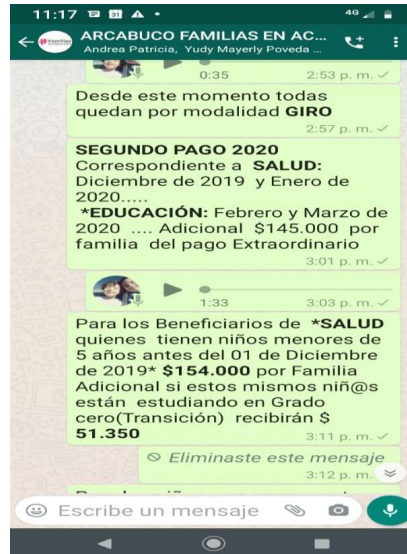 11:17
31
4G
ARCABUCO FAMILIAS EN AC...
Andrea Patricia, Yudy Mayerly Poveda ...
0:35 2:53 p. m.
Desde este momento todas
quedan por modalidad GIRO
2:57 p. m.
SEGUNDO PAGO 2020
Correspondiente a SALUD:
Diciembre de 2019 y Enero de
2020.....
*EDUCACIÓN: Febrero y Marzo de
2020 .... Adicional $145.000 por
familia del pago Extraordinario
3:01 p. m.
1:33 3:03 p. m.
Para los Beneficiarios de *SALUD
quienes tienen niños menores de
5 años antes del 01 de Diciembre
de 2019* $154.000 por Familia
Adicional si estos mismos niñ@s
están estudiando en Grado
cero(Transición) recibirán $
51.350
3:11 p. m.
Eliminaste este mensaje
3:12 p. m.
Escribe un mensaje